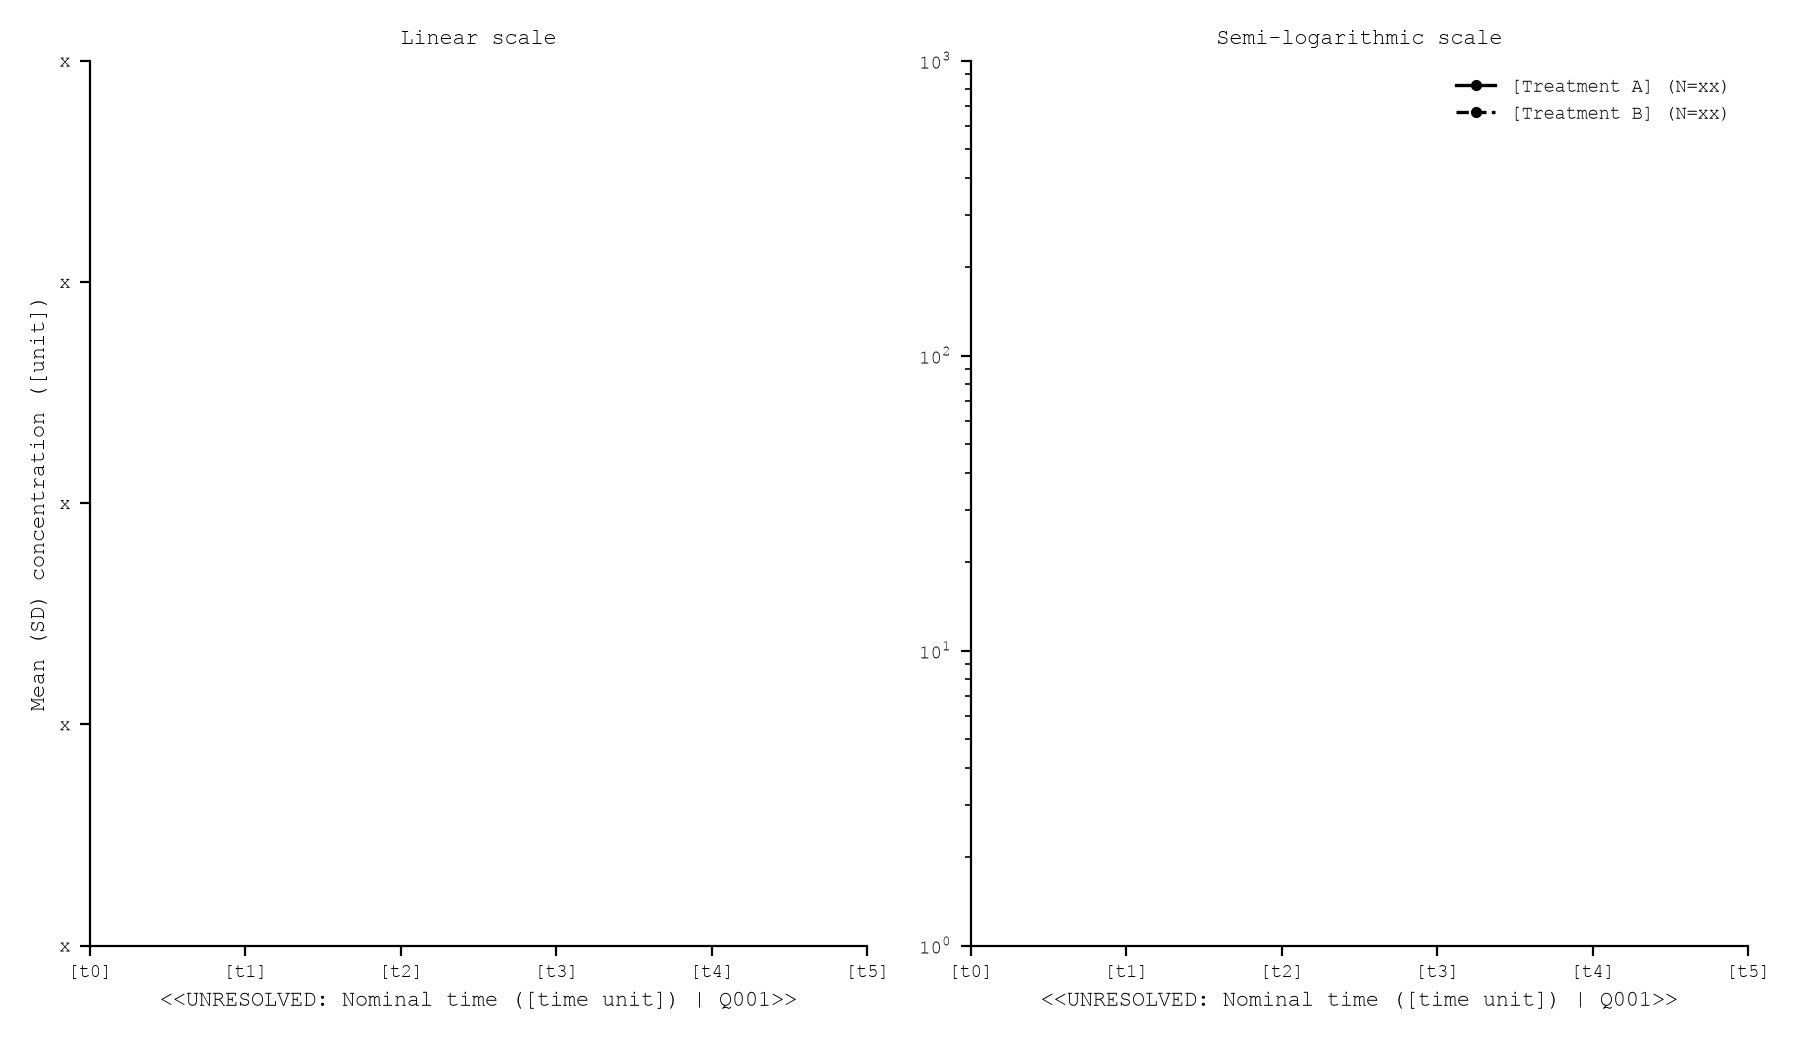 Linear scale
x
x
x
x
x
Mean (SD) concentration ([unit])
[t0] [t1] [t2] [t3] [t4] [t5]
<<UNRESOLVED: Nominal time ([time unit]) | Q001>>
Semi-logarithmic scale
[Treatment A] (N=xx)
[Treatment B] (N=xx)
10³
10²
10¹
10⁰
[t0] [t1] [t2] [t3] [t4] [t5]
<<UNRESOLVED: Nominal time ([time unit]) | Q001>>